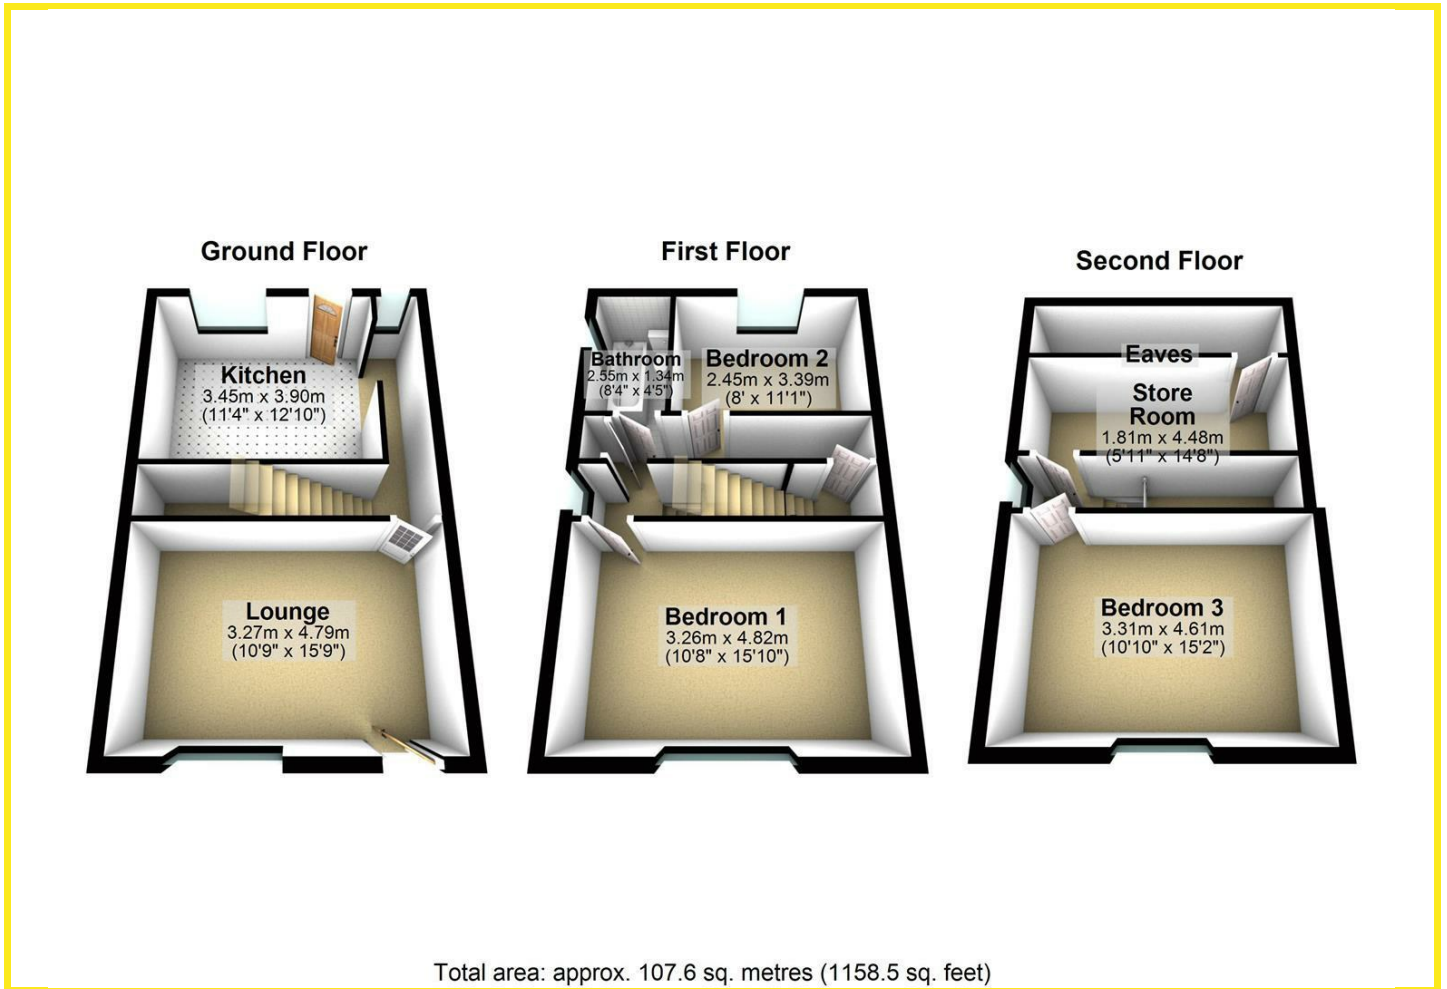 Ground Floor
Kitchen
3.45m x 3.90m
(11'4" x 12'10")
Lounge
3.27m x 4.79m
(10'9" x 15'9")
First Floor
Bathroom
2.55m x 1.34m
(8'4" x 4'5")
Bedroom 2
2.45m x 3.39m
(8' x 11'1")
Bedroom 1
3.26m x 4.82m
(10'8" x 15'10")
Second Floor
Eaves
Store
Room
1.81m x 4.48m
(5'11" x 14'8")
Bedroom 3
3.31m x 4.61m
(10'10" x 15'2")
Total area: approx. 107.6 sq. metres (1158.5 sq. feet)